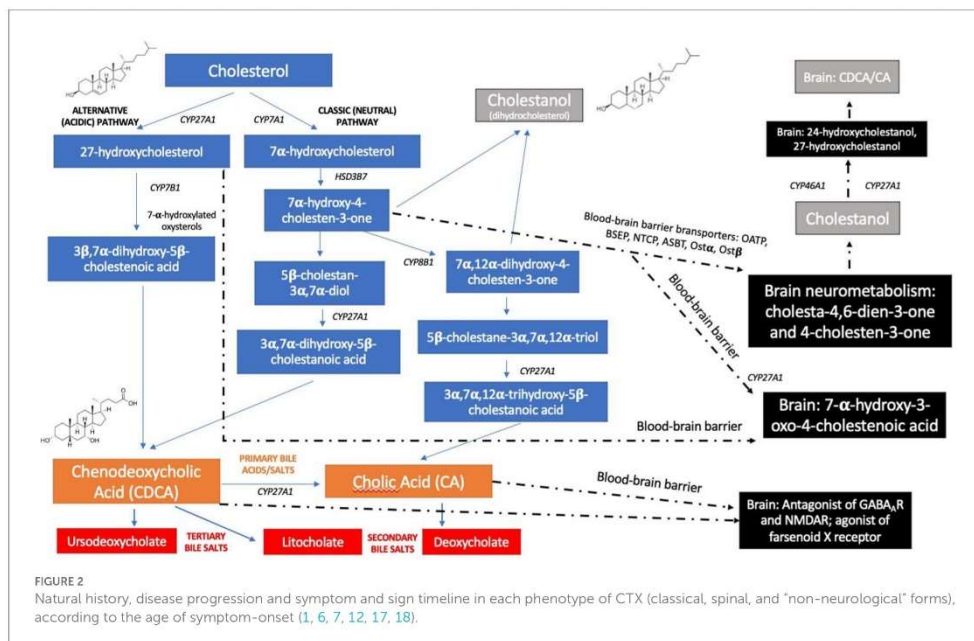 Cholesterol
HO
ALTERNATIVE
(ACIDIC) PATHWAY
CYP27A1
CYP7A1
CLASSIC (NEUTRAL)
PATHWAY
Cholestanol
(dihydrocholesterol)
HO
Brain: CDCA/CA
27-hydroxycholesterol
7α-hydroxycholesterol
Brain: 24-hydroxycholestanol,
27-hydroxycholestanol
CYP7B1
HSD3B7
CYP46A1
CYP27A1
7-α-hydroxylated
oxysterols
7α-hydroxy-4-
cholesten-3-one
Cholestanol
3β,7α-dihydroxy-5β-
cholestenoic acid
CYP8B1
Blood-brain barrier transporters: OATP,
BSEP, NTCP, ASBT, Ostα, Ostβ
5β-cholestan-
3α,7α-diol
7α,12α-dihydroxy-4-
cholesten-3-one
Blood-brain
barrier
Brain neurometabolism:
cholesta-4,6-dien-3-one
and 4-cholesten-3-one
CYP27A1
3α,7α-dihydroxy-5β-
cholestanoic acid
5β-cholestane-3α,7α,12α-triol
CYP27A1
CYP27A1
3α,7α,12α-trihydroxy-5β-
cholestanoic acid
Brain: 7-α-hydroxy-3-
oxo-4-cholestenoic acid
Blood-brain barrier
O
OH
HO
OH
Chenodeoxycholic
Acid (CDCA)
PRIMARY BILE
ACIDS/SALTS
CYP27A1
Cholic Acid (CA)
Blood-brain barrier
Brain: Antagonist of GABAAR
and NMDAR; agonist of
farsenoid X receptor
Ursodeoxycholate
TERTIARY
BILE SALTS
Litocholate
SECONDARY
BILE SALTS
Deoxycholate
FIGURE 2
Natural history, disease progression and symptom and sign timeline in each phenotype of CTX (classical, spinal, and "non-neurological" forms),
according to the age of symptom-onset (1, 6, 7, 12, 17, 18).